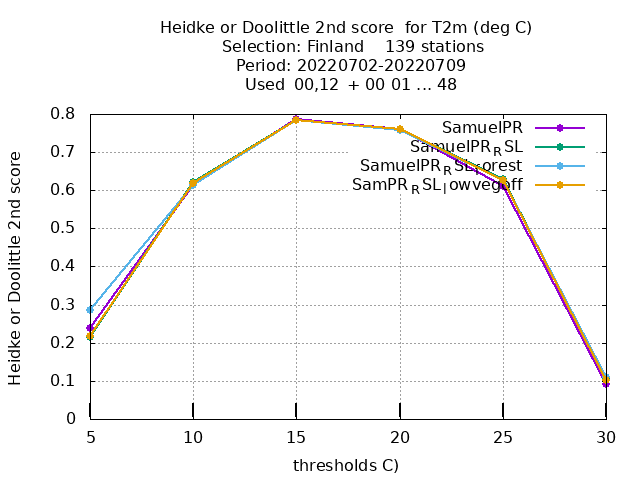 Heidke or Doolittle 2nd score for T2m (deg C)
Selection: Finland 139 stations
Period: 20220702-20220709
Used 00,12 + 00 01 ... 48
Heidke or Doolittle 2nd score
0.8
0.7
0.6
0.5
0.4
0.3
0.2
0.1
0
SamuelPR
SamuelPR_RSL
SamPR_RSL_lowvegoff
5
10
15
20
25
30
thresholds C)